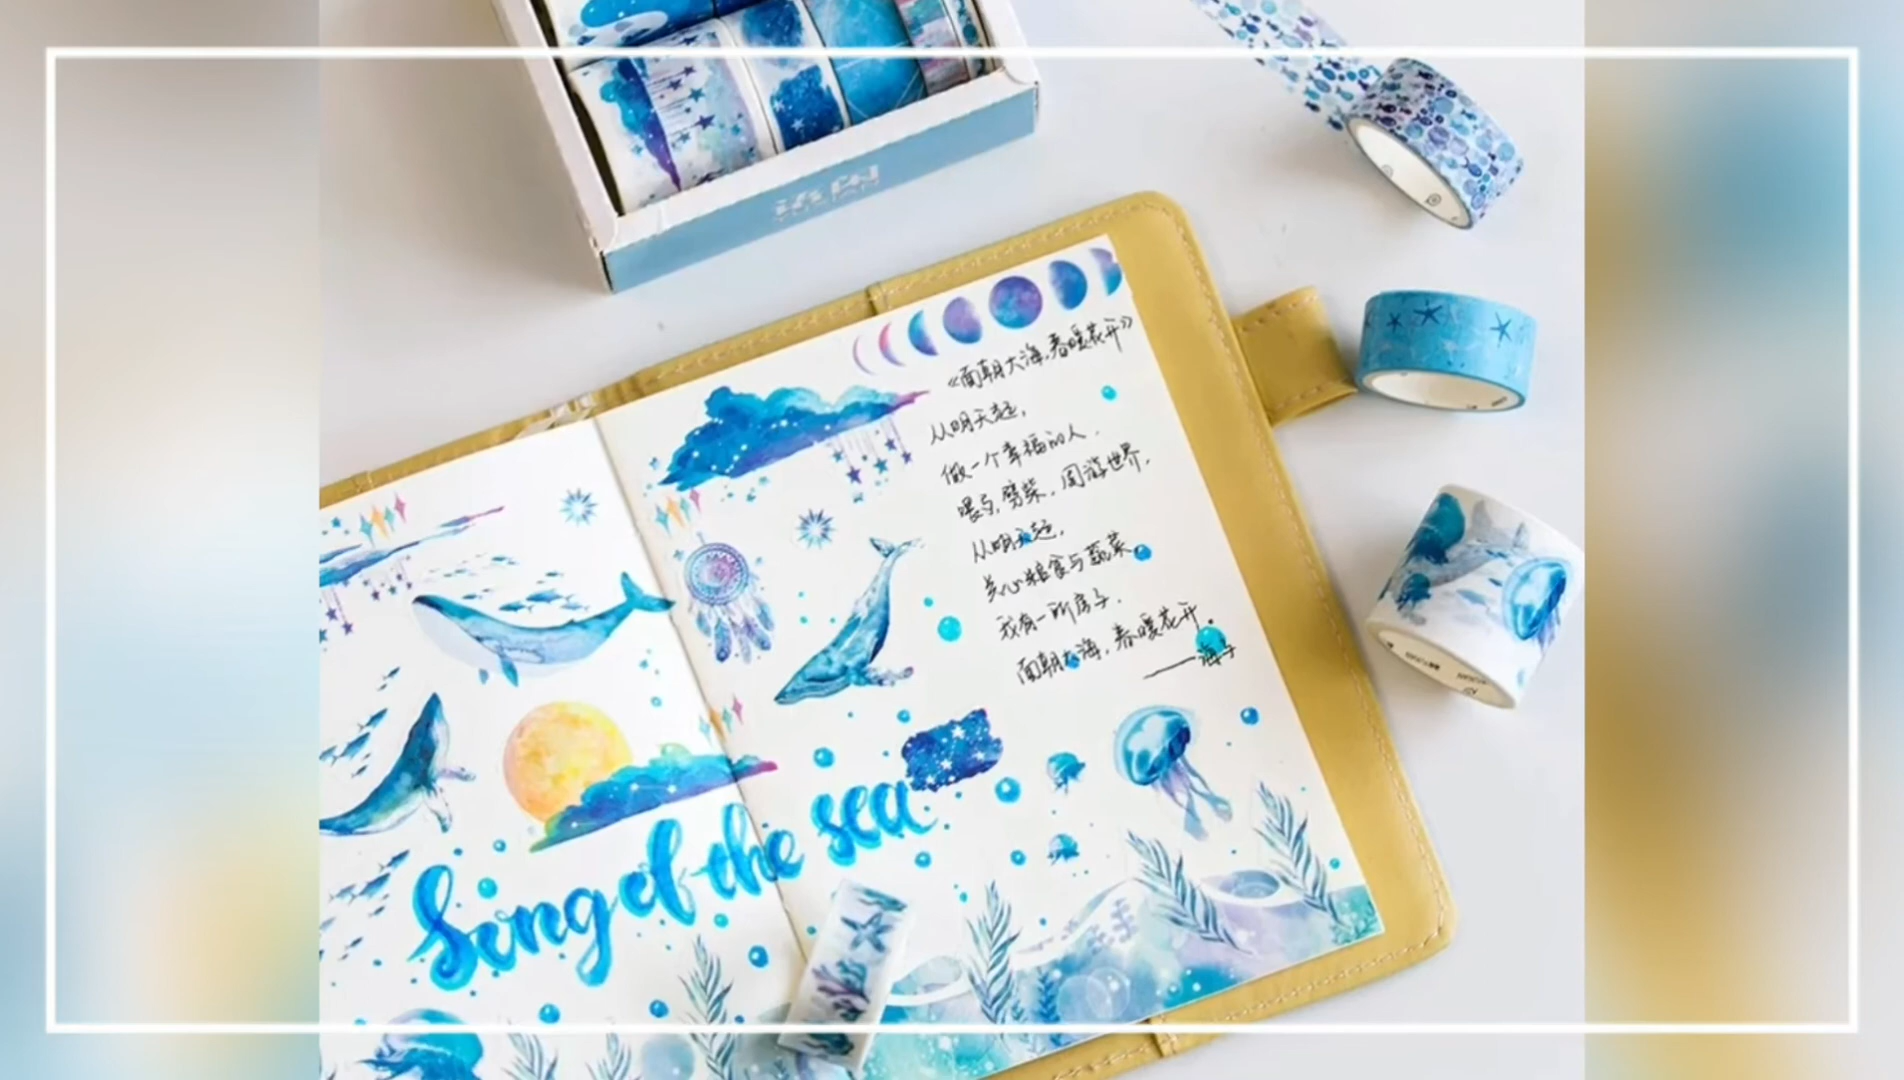 《面朝大海,春暖花开》
从明天起,
做一个幸福的人.
喂马,劈柴,周游世界,
从明天起,
关心粮食与蔬菜,
我有一所房子.
面朝大海,春暖花开.
——海子
Song of the sea